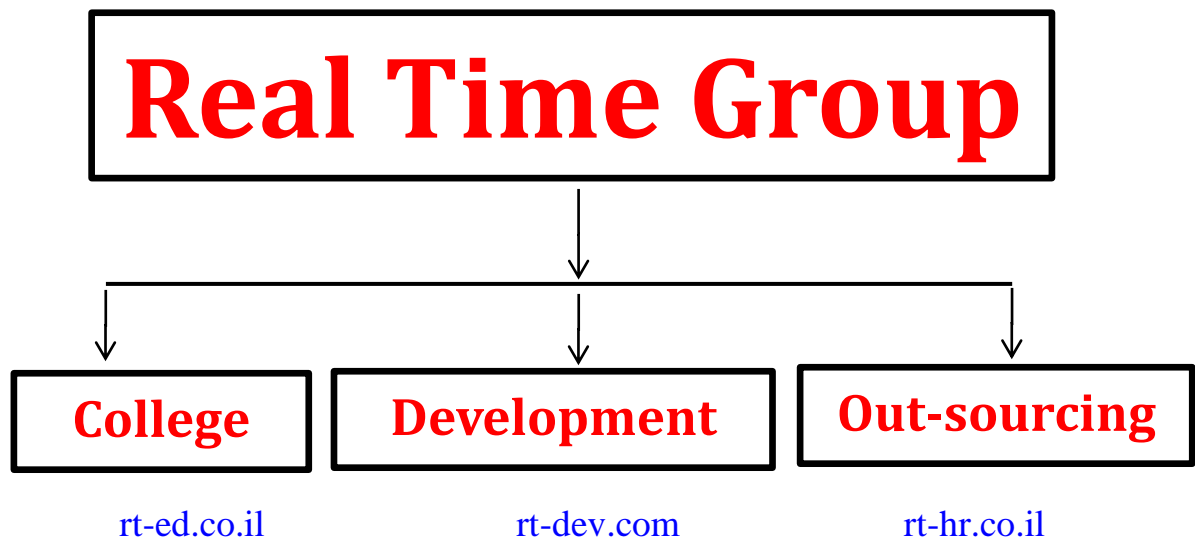 Real Time Group
College
Development
Out-sourcing
rt-ed.co.il
rt-dev.com
rt-hr.co.il